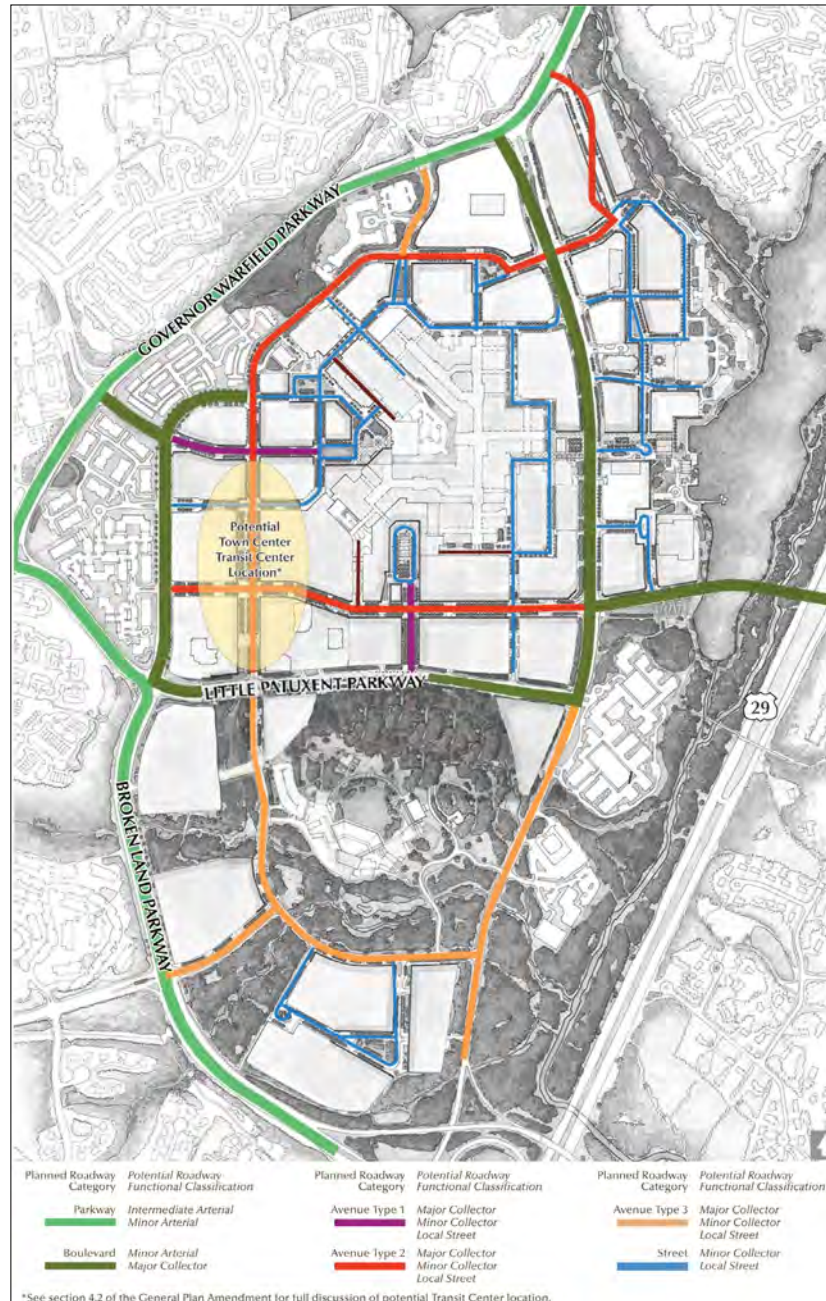 GOVERNOR WARFIELD PARKWAY
Potential
Town Center
Transit Center
Location*
LITTLE PATUXENT PARKWAY
29
BROKEN LAND PARKWAY
Planned Roadway
Category
Potential Roadway
Functional Classification
Parkway
Intermediate Arterial
Minor Arterial
Boulevard
Minor Arterial
Major Collector
Planned Roadway
Category
Potential Roadway
Functional Classification
Avenue Type 1
Major Collector
Minor Collector
Local Street
Avenue Type 2
Major Collector
Minor Collector
Local Street
Planned Roadway
Category
Potential Roadway
Functional Classification
Avenue Type 3
Major Collector
Minor Collector
Local Street
Street
Minor Collector
Local Street
*See section 4.2 of the General Plan Amendment for full discussion of potential Transit Center location.